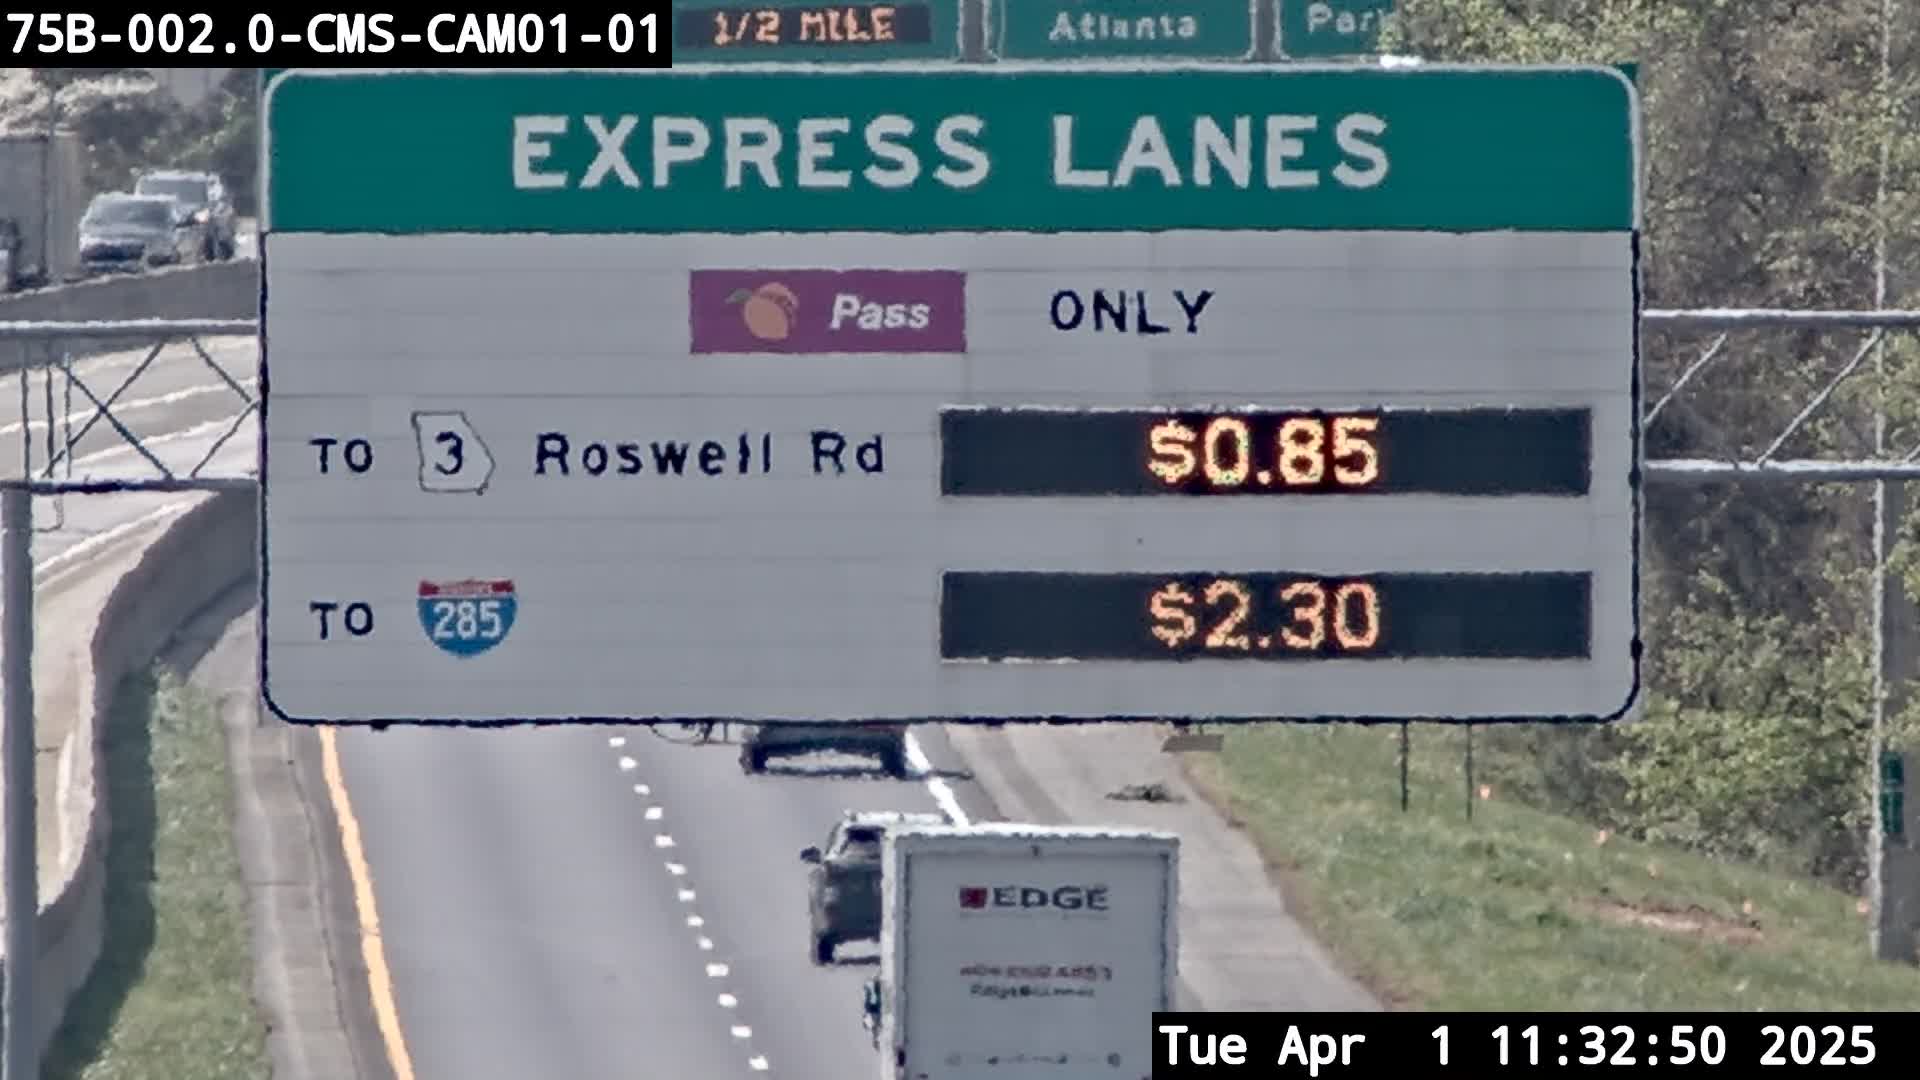 75B-002.0-CMS-CAM01-01
1/2 MILE
Atlanta
EXPRESS LANES
Pass ONLY
TO 3 Roswell Rd $0.85
TO 285 $2.30
EDGE
Tue Apr 1 11:32:50 2025